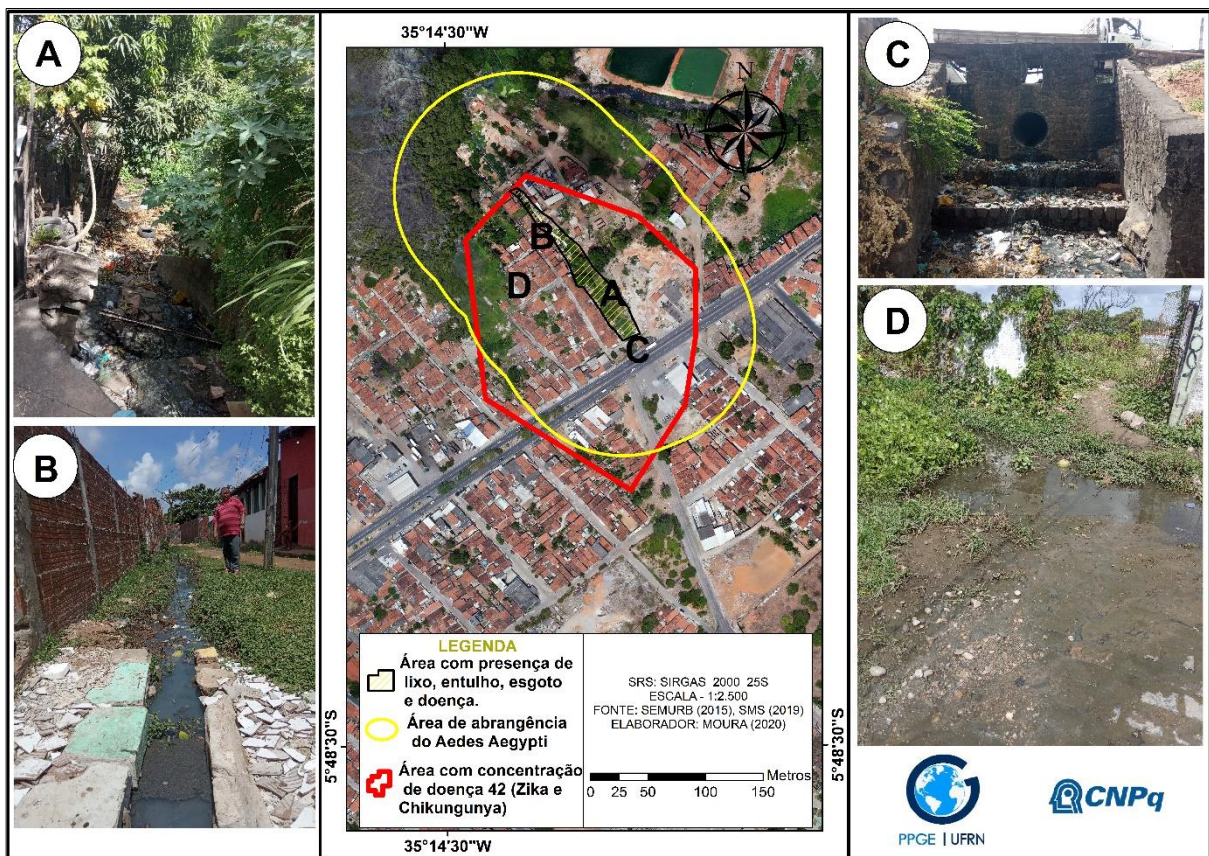 A
B
35°14'30"W
N
W
E
S
B
D
A
C
LEGENDA
Área com presença de
lixo, entulho, esgoto
e doença.
Área de abrangência
do Aedes Aegypti
Área com concentração
de doença 42 (Zika e
Chikungunya)
SRS: SIRGAS 2000 25S
ESCALA - 1:2.500
FONTE: SEMURB (2015), SMS (2019)
ELABORADOR: MOURA (2020)
Metros
0 25 50 100 150
5°48'30"S
5°48'30"S
35°14'30"W
C
D
PPGE | UFRN
CNPq